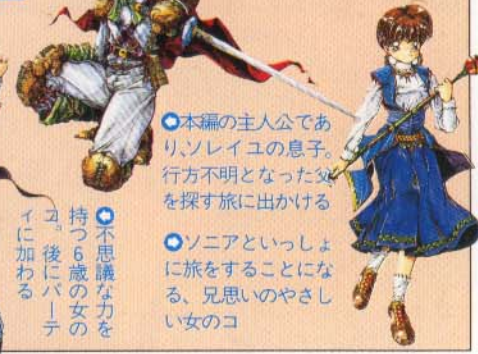 本編の主人公であ
り、ソレイユの息子。
行方不明となった父
を探す旅に出かける
ソニアといっしょ
に旅をすることにな
る、兄思いのやさし
い女のコ
不思議な力を
持つ6歳の女の
コ。後にパーテ
ィに加わる